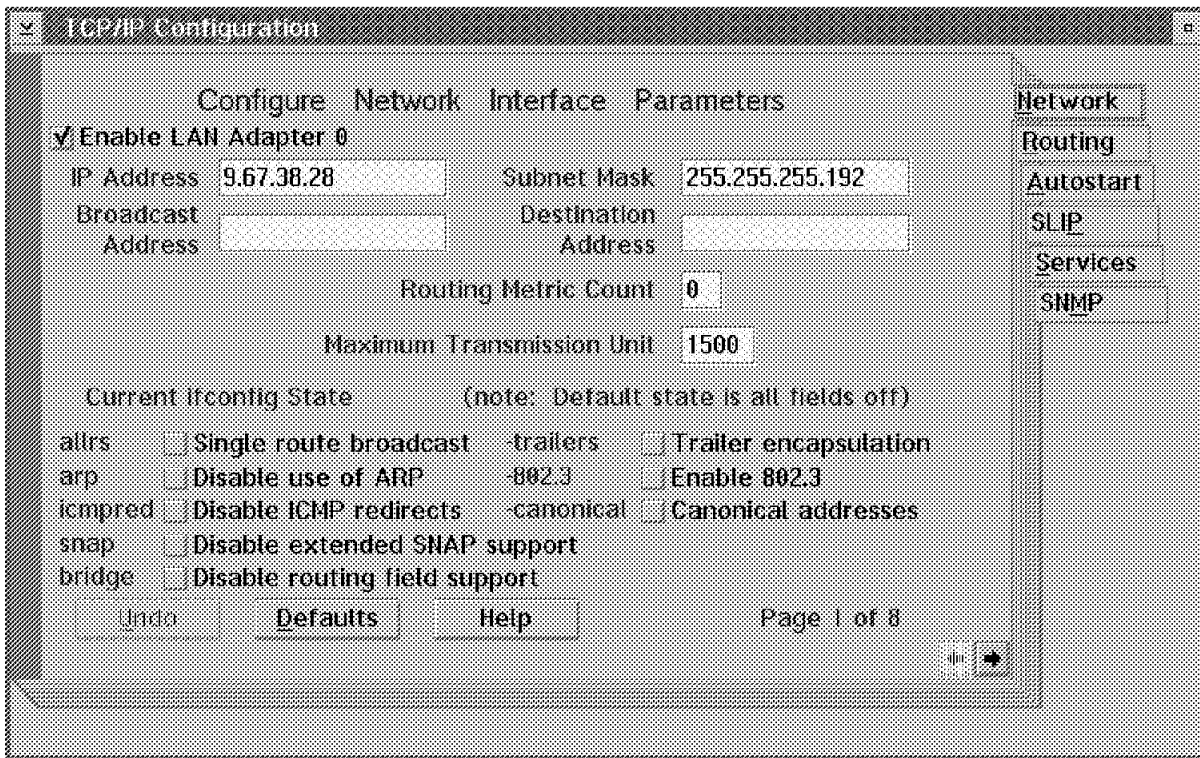 TCP/IP Configuration
Configure Network Interface Parameters
Enable LAN Adapter 0
IP Address 9.67.38.28 Subnet Mask 255.255.255.192
Broadcast Address Destination Address
Routing Metric Count 0
Maximum Transmission Unit 1500
Current ifconfig State (note: Default state is all fields off)
allrs Single route broadcast -trailers Trailer encapsulation
arp Disable use of ARP -802.3 Enable 802.3
icmpred Disable ICMP redirects -canonical Canonical addresses
snap Disable extended SNAP support
bridge Disable routing field support
Undo Defaults Help Page 1 of 8
Network
Routing
Autostart
SLIP
Services
SNMP